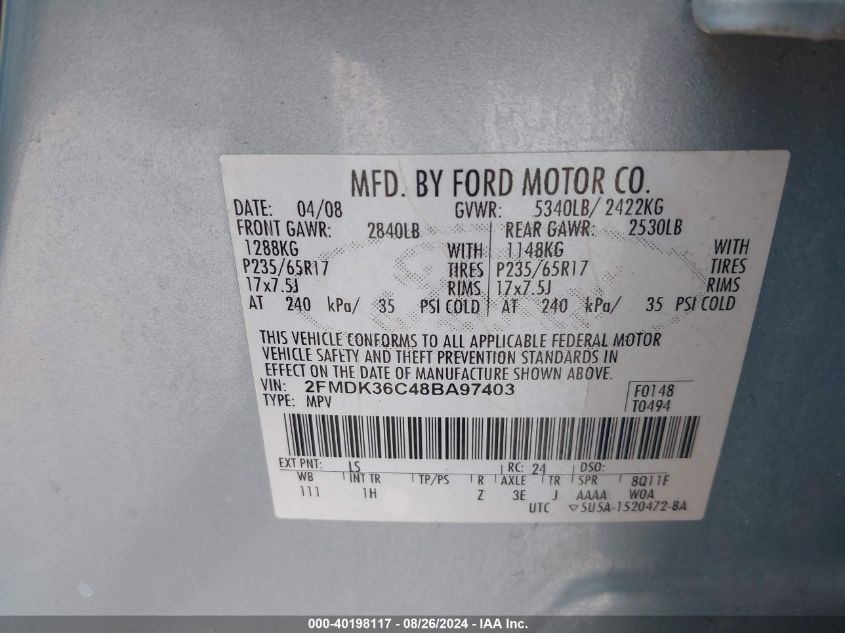 MFD. BY FORD MOTOR CO.
DATE: 04/08 GVWR: 5340LB/ 2422KG
FRONT GAWR: 2840LB REAR GAWR: 2530LB
1288KG WITH 1148KG WITH
P235/65R17 TIRES P235/65R17 TIRES
17x7.5J RIMS 17x7.5J RIMS
AT 240 kPa/ 35 PSI COLD AT 240 kPa/ 35 PSI COLD
THIS VEHICLE CONFORMS TO ALL APPLICABLE FEDERAL MOTOR
VEHICLE SAFETY AND THEFT PREVENTION STANDARDS IN
EFFECT ON THE DATE OF MANUFACTURE SHOWN ABOVE.
VIN: 2FMDK36C48BA97403 F0148
TYPE: MPV T0494
EXT PNT: LS RC: 24 DSO:
WB INT TR TP/PS R AXLE TR SPR 8Q11F
111 1H Z 3E J AAAA W0A
UTC ▽5U5A-1520472-BA
000-40198117 - 08/26/2024 - IAA Inc.